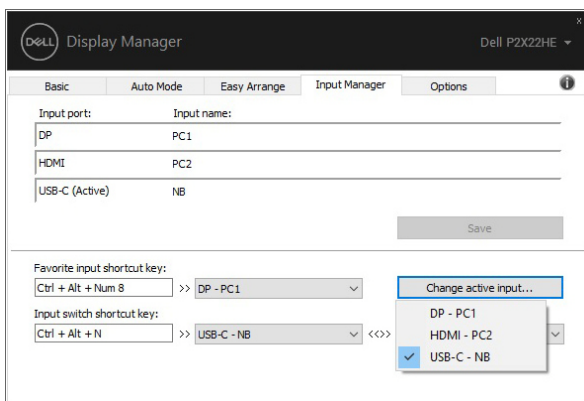 x
DELL Display Manager Dell P2X22HE
Basic Auto Mode Easy Arrange Input Manager Options i
Input port: Input name:
DP PC1
HDMI PC2
USB-C (Active) NB
Save
Favorite input shortcut key:
Ctrl + Alt + Num 8 >> DP - PC1 Change active input...
Input switch shortcut key:
Ctrl + Alt + N >> USB-C - NB <<>>
DP - PC1
HDMI - PC2
USB-C - NB